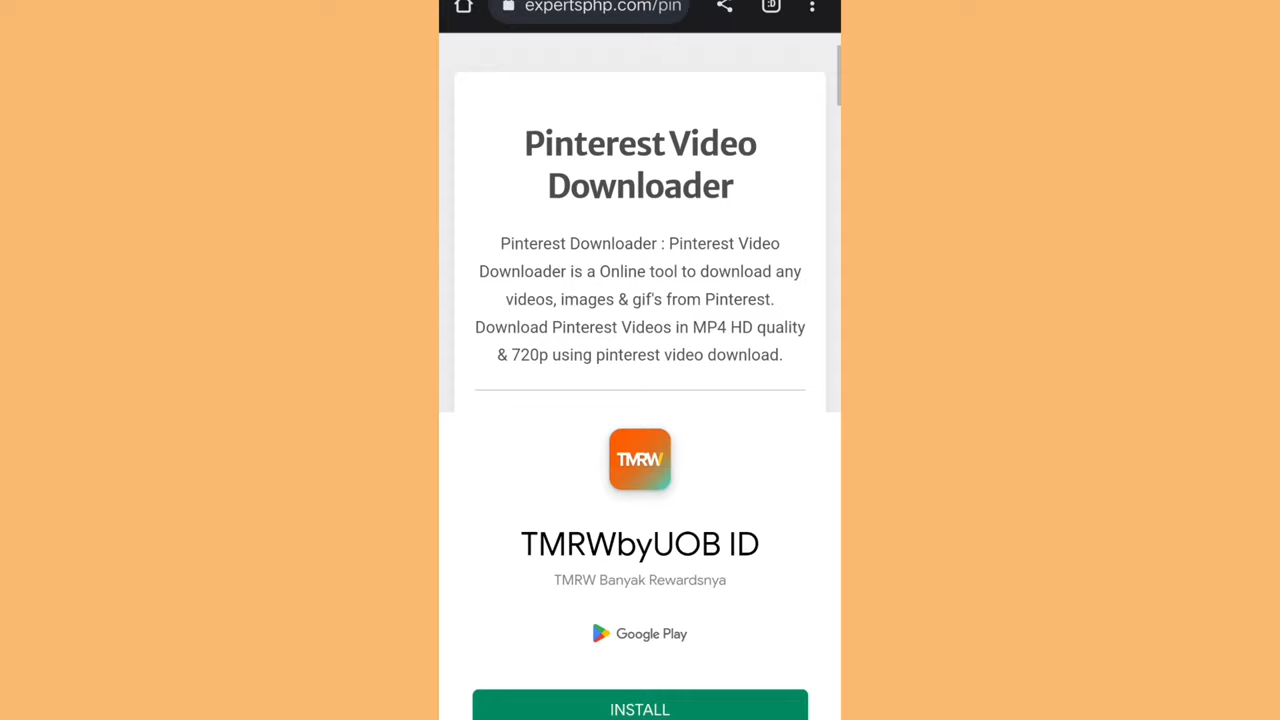 expertsphp.com/pin
:D
Pinterest Video
Downloader
Pinterest Downloader : Pinterest Video
Downloader is a Online tool to download any
videos, images & gif's from Pinterest.
Download Pinterest Videos in MP4 HD quality
& 720p using pinterest video download.
TMRW
TMRWbyUOB ID
TMRW Banyak Rewardsnya
Google Play
INSTALL